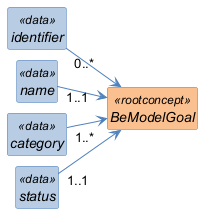 «data»
identifier
0..*
«data»
name
1..1
«rootconcept»
BeModelGoal
«data»
category
1..*
«data»
status
1..1